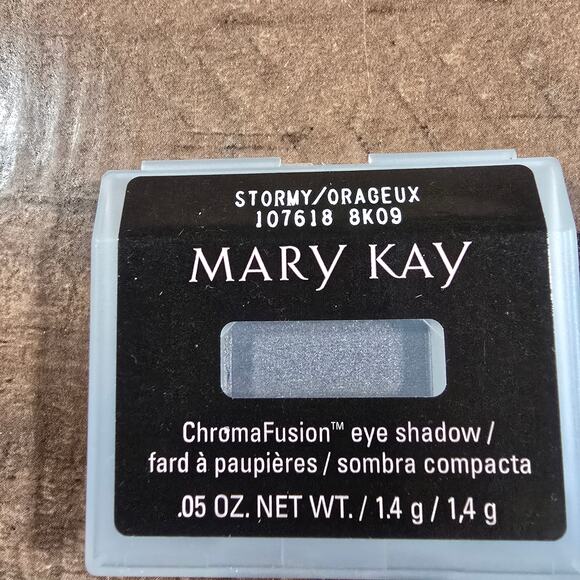 STORMY/ORAGEUX
107618 8K09
MARY KAY
ChromaFusion™ eye shadow /
fard à paupières / sombra compacta
.05 OZ. NET WT. / 1.4 g / 1,4 g